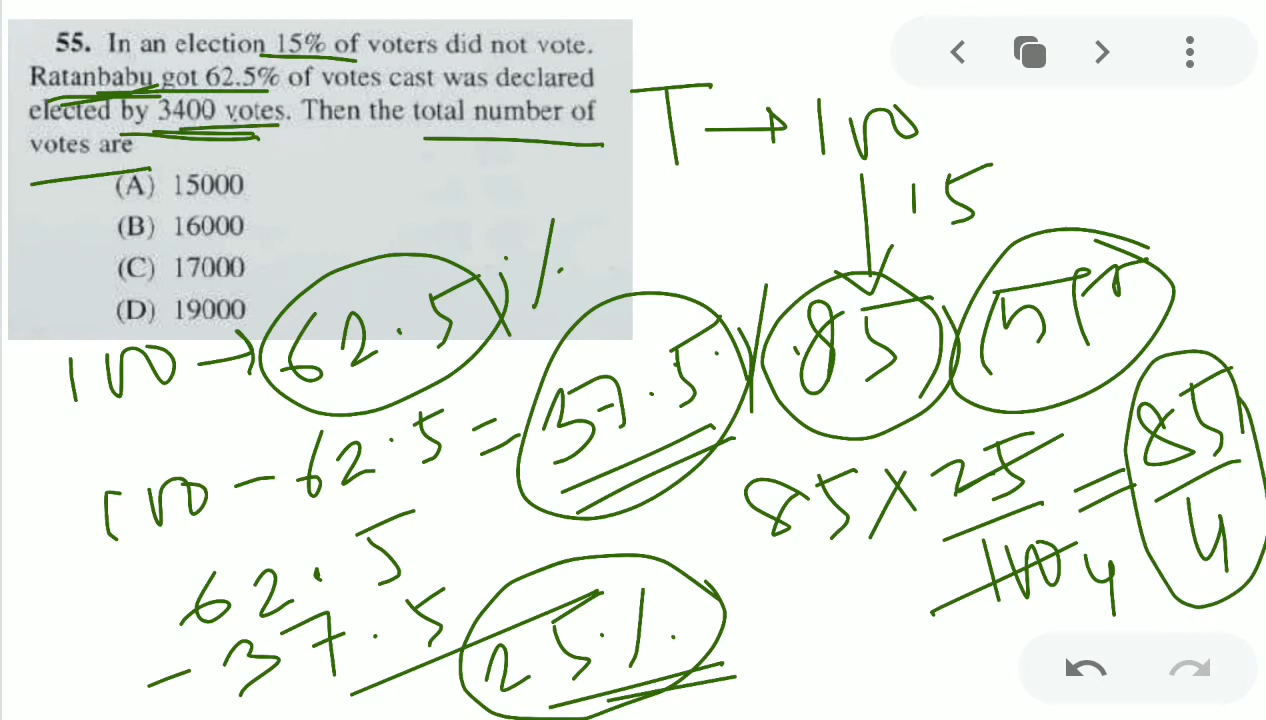 55. In an election 15% of voters did not vote.
Ratanbabu got 62.5% of votes cast was declared
elected by 3400 votes. Then the total number of
votes are
(A) 15000
(B) 16000
(C) 17000
(D) 19000
T → 100
15
85
100 → 62.5 %
100 - 62.5 = 37.5
62.5
- 37.5
25%
85 × 25 = 85
100 4 4